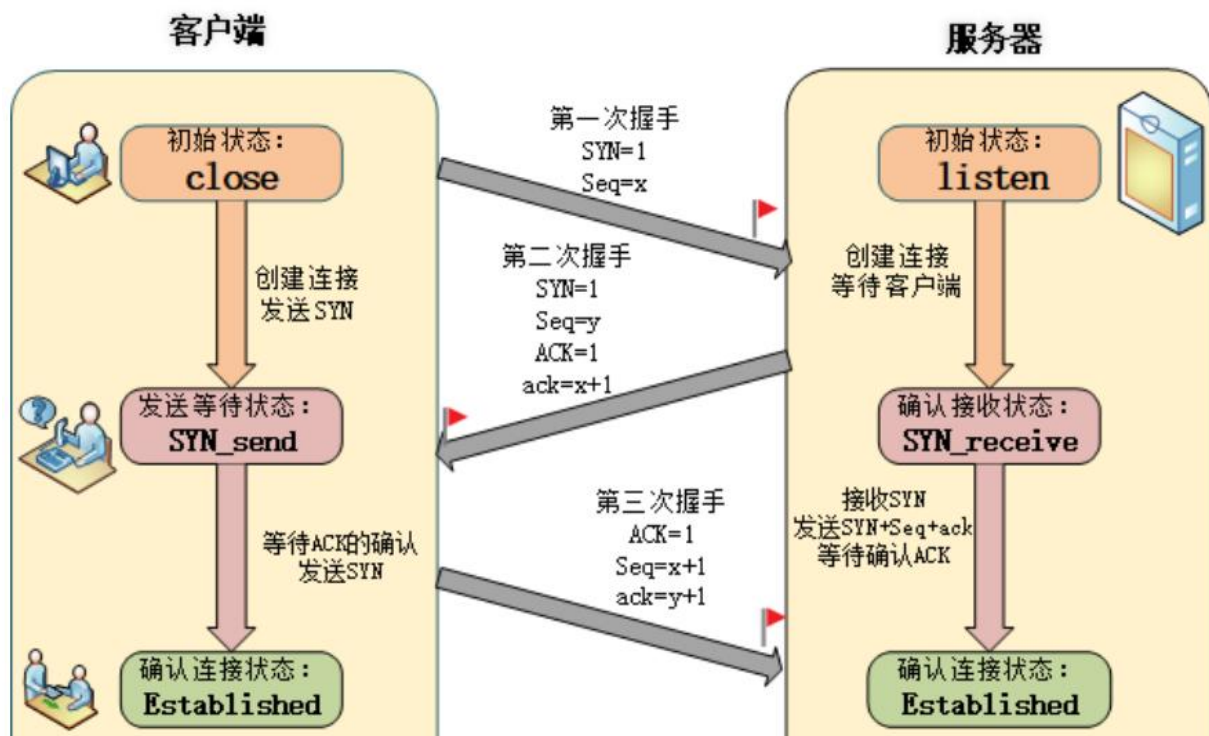 客户端
服务器
初始状态：
close
第一次握手
SYN=1
Seq=x
初始状态：
listen
创建连接
发送SYN
第二次握手
SYN=1
Seq=y
ACK=1
ack=x+1
创建连接
等待客户端
发送等待状态：
SYN_send
确认接收状态：
SYN_receive
等待ACK的确认
发送SYN
第三次握手
ACK=1
Seq=x+1
ack=y+1
接收SYN
发送SYN+Seq+ack
等待确认ACK
确认连接状态：
Established
确认连接状态：
Established